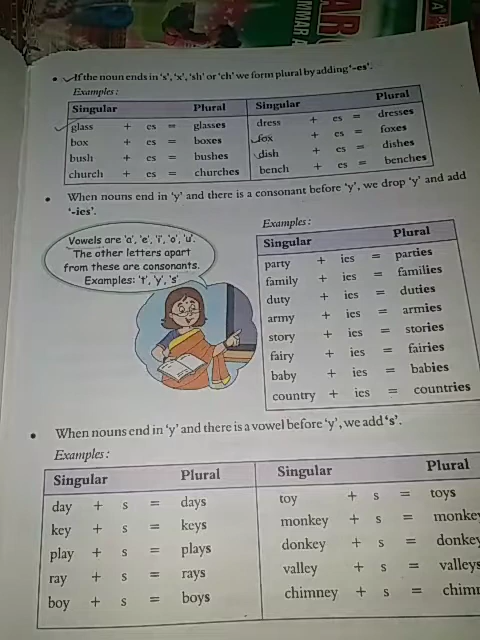 • If the noun ends in 's', 'x', 'sh' or 'ch' we form plural by adding '-es'.
Examples :
Singular Plural Singular Plural
glass + es = glasses dress + es = dresses
box + es = boxes fox + es = foxes
bush + es = bushes dish + es = dishes
church + es = churches bench + es = benches
• When nouns end in 'y' and there is a consonant before 'y', we drop 'y' and add
'-ies'.
Vowels are 'a', 'e', 'i', 'o', 'u'.
The other letters apart
from these are consonants.
Examples: 't', 'y', 's'
Examples :
Singular Plural
party + ies = parties
family + ies = families
duty + ies = duties
army + ies = armies
story + ies = stories
fairy + ies = fairies
baby + ies = babies
country + ies = countries
• When nouns end in 'y' and there is a vowel before 'y', we add 's'.
Examples :
Singular Plural Singular Plural
day + s = days toy + s = toys
key + s = keys monkey + s =
play + s = plays donkey + s =
ray + s = rays valley + s = valleys
boy + s = boys chimney + s =